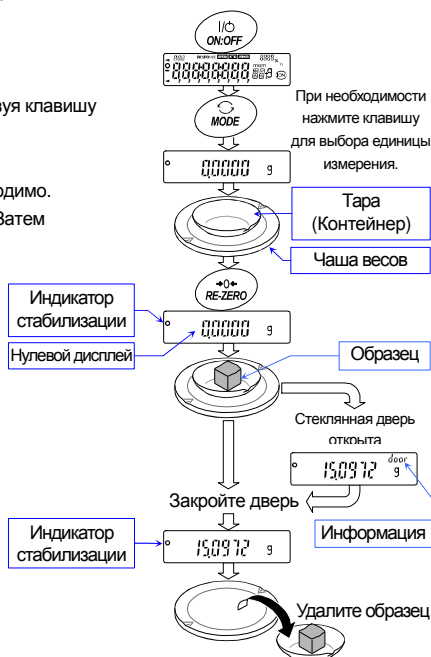 I/⏻
ON:OFF
вуя клавишу
MODE
При необходимости
нажмите клавишу
для выбора единицы
измерения.
0.0000 g
одимо.
Затем
Тара
(Контейнер)
Чаша весов
→0←
RE-ZERO
Индикатор
стабилизации
0.0000 g
Нулевой дисплей
Образец
Стеклянная дверь
открыта
door
15.0972 g
Закройте дверь
Информация
Индикатор
стабилизации
15.0972 g
Удалите образец